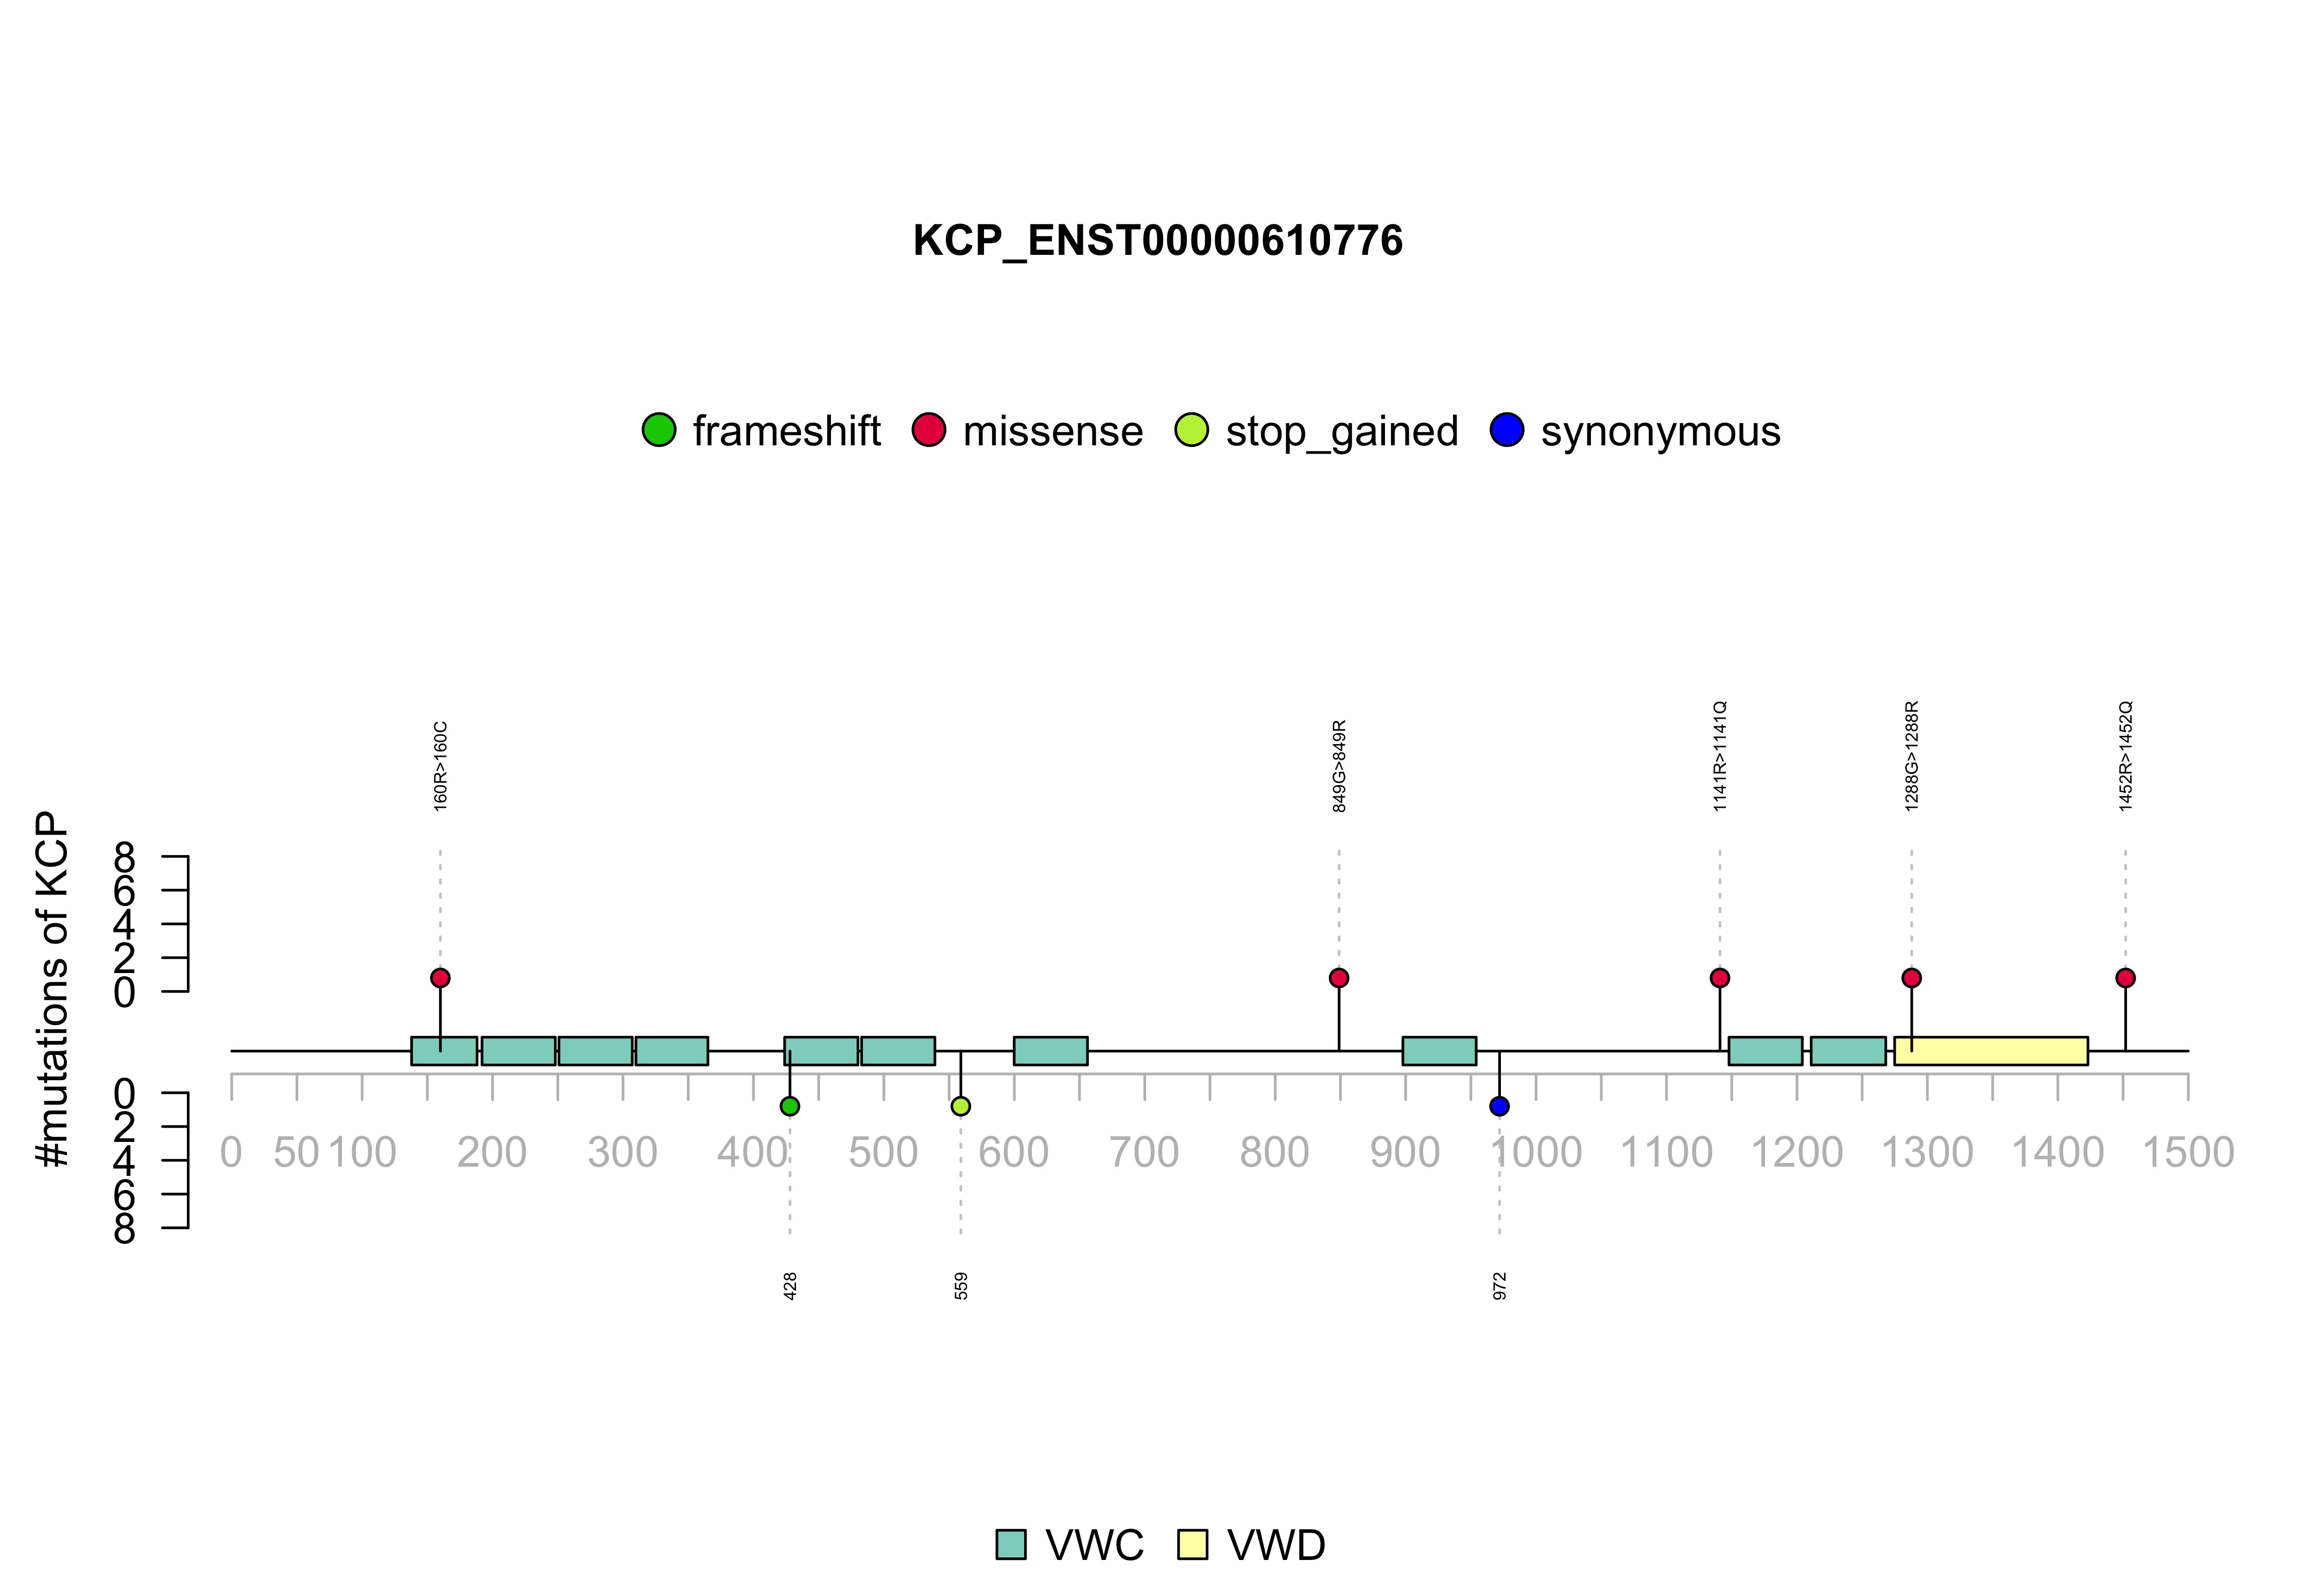 KCP_ENST00000610776
frameshift missense stop_gained synonymous
160R>160C
849G>849R
1141R>1141Q
1288G>1288R
1452R>1452Q
#mutations of KCP
8
6
4
2
0
0
2
4
6
8
0 50 100 200 300 400 500 600 700 800 900 1000 1100 1200 1300 1400 1500
428
559
972
VWC VWD